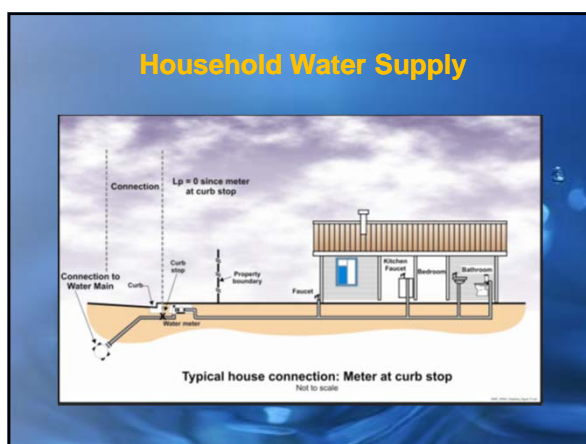 Household Water Supply
Connection
Lp = 0 since meter
at curb stop
Connection to
Water Main
Curb
Curb
stop
Property
boundary
Water meter
Faucet
Kitchen
Faucet
Bedroom
Bathroom
Typical house connection: Meter at curb stop
Not to scale